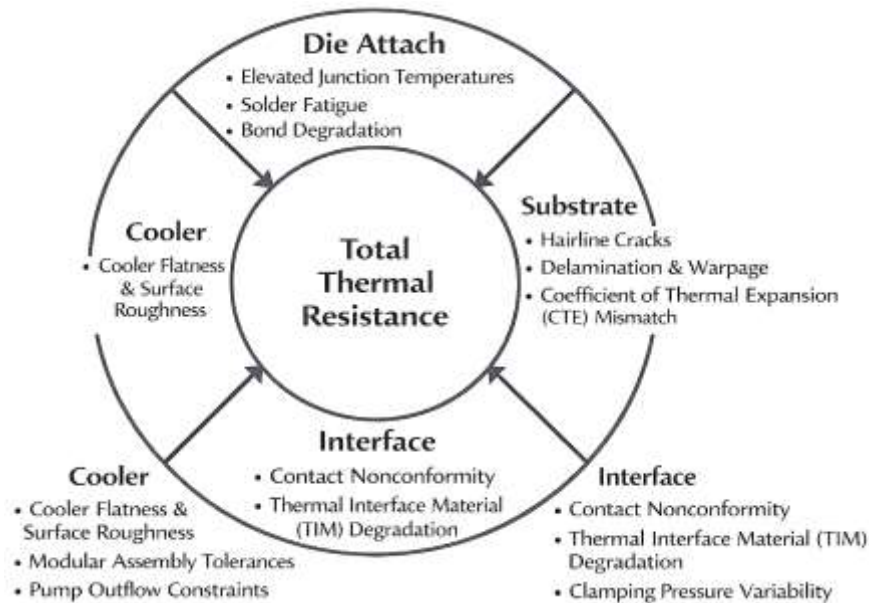 Die Attach
• Elevated Junction Temperatures
• Solder Fatigue
• Bond Degradation
Cooler
• Cooler Flatness
& Surface
Roughness
Total
Thermal
Resistance
Substrate
• Hairline Cracks
• Delamination & Warpage
• Coefficient of Thermal Expansion
(CTE) Mismatch
Interface
• Contact Nonconformity
• Thermal Interface Material
(TIM) Degradation
Cooler
• Cooler Flatness &
Surface Roughness
• Modular Assembly Tolerances
• Pump Outflow Constraints
Interface
• Contact Nonconformity
• Thermal Interface Material (TIM)
Degradation
• Clamping Pressure Variability